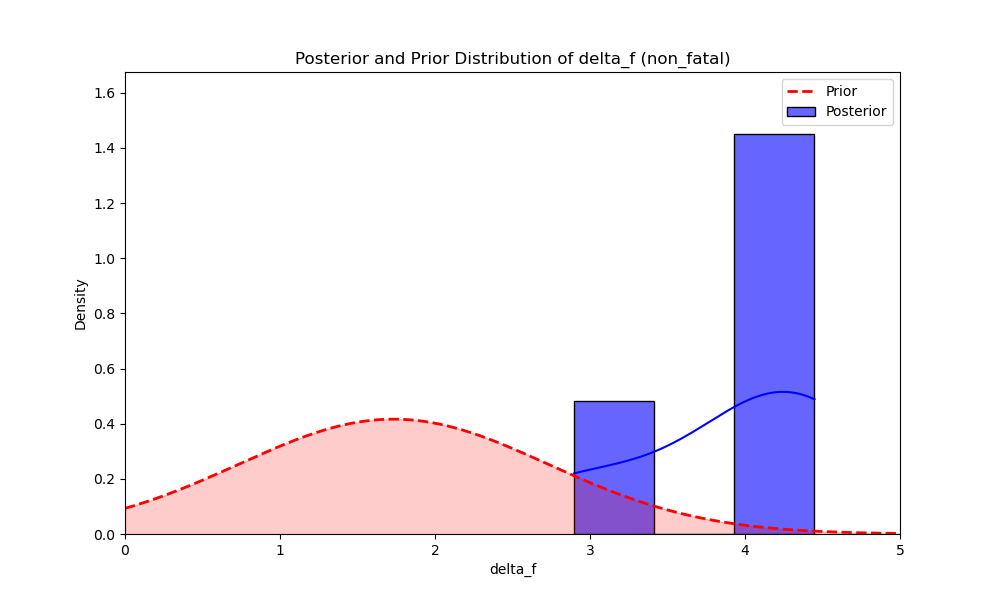 Posterior and Prior Distribution of delta_f (non_fatal)
Prior
Posterior
Density
1.6
1.4
1.2
1.0
0.8
0.6
0.4
0.2
0.0
0 1 2 3 4 5
delta_f